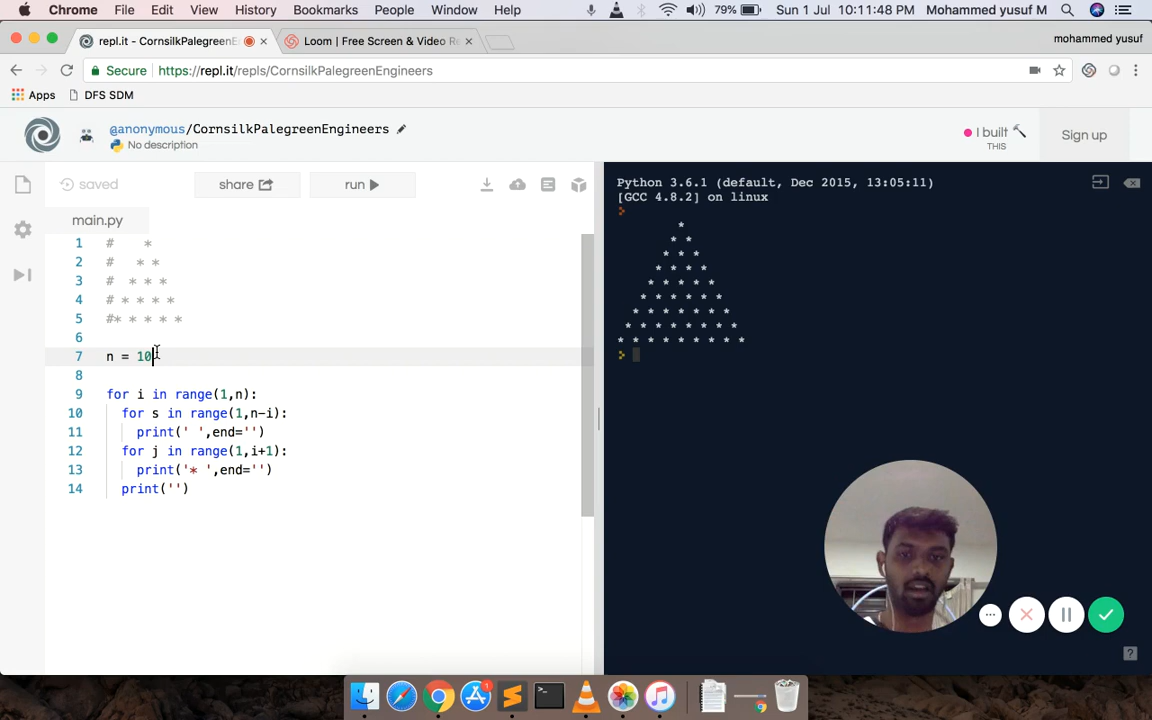 Chrome File Edit View History Bookmarks People Window Help 79% Sun 1 Jul 10:11:48 PM Mohammed yusuf M
repl.it - CornsilkPalegreenE Loom | Free Screen & Video Re mohammed yusuf
Secure https://repl.it/repls/CornsilkPalegreenEngineers
Apps DFS SDM
@anonymous/CornsilkPalegreenEngineers
No description
I built
THIS
Sign up
saved share run
main.py
1 #    *
2 #   * *
3 #  * * *
4 # * * * *
5 #* * * * *
6
7 n = 10
8
9 for i in range(1,n):
10   for s in range(1,n-i):
11     print(' ',end='')
12   for j in range(1,i+1):
13     print('* ',end='')
14   print('')
Python 3.6.1 (default, Dec 2015, 13:05:11)
[GCC 4.8.2] on linux
        *
       * *
      * * *
     * * * *
    * * * * *
   * * * * * *
  * * * * * * *
 * * * * * * * *
* * * * * * * * *
?
1